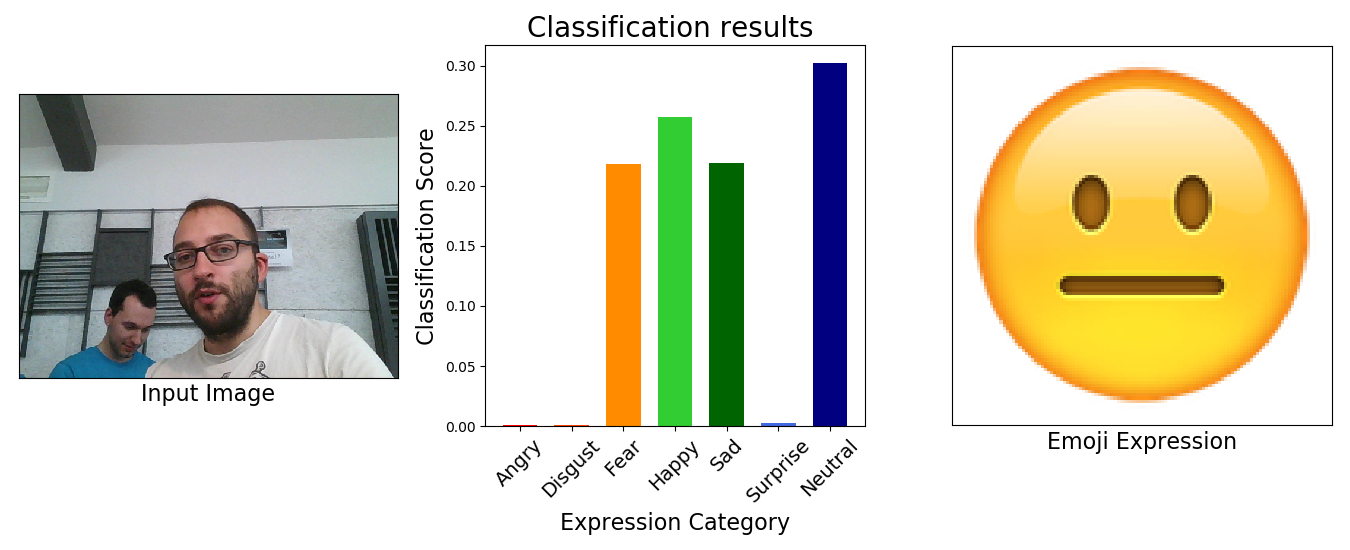 Classification results
Classification Score
0.30
0.25
0.20
0.15
0.10
0.05
0.00
Angry
Disgust
Fear
Happy
Sad
Surprise
Neutral
Expression Category
Input Image
Emoji Expression